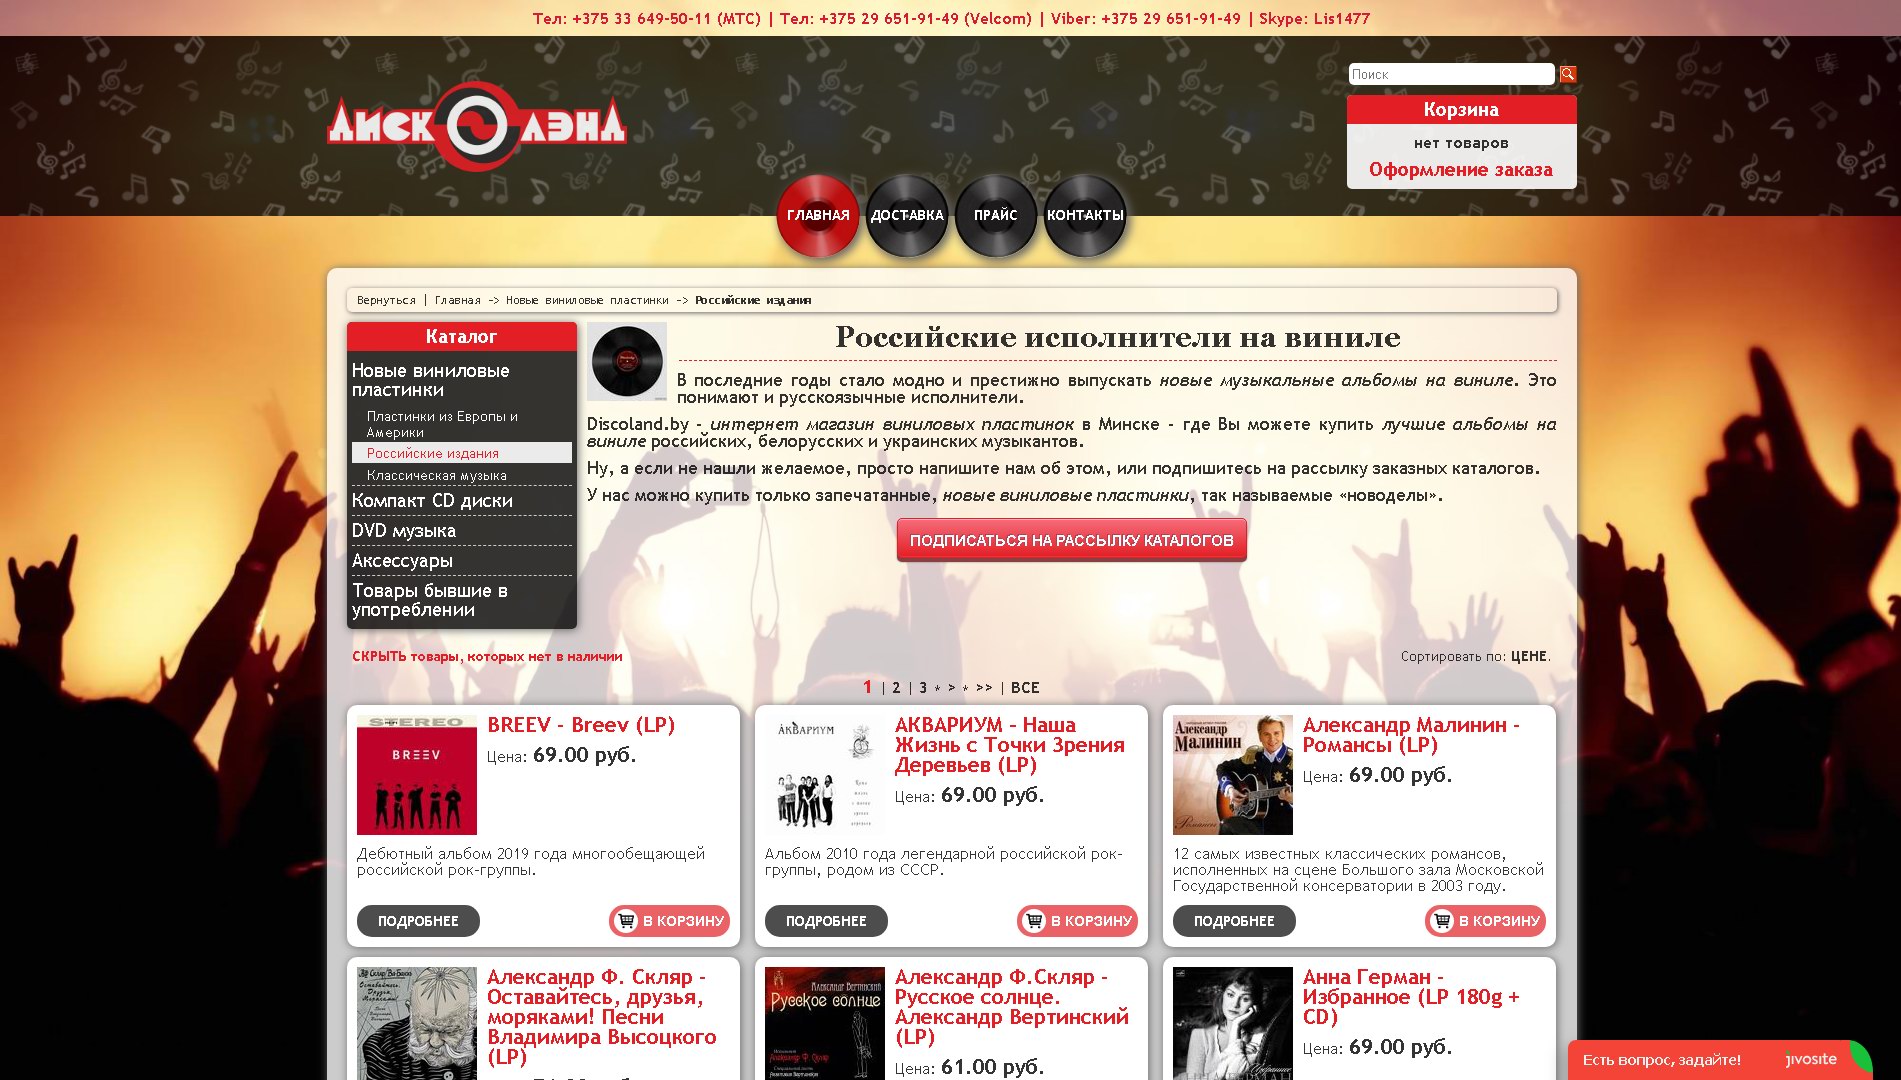 Тел: +375 33 649-50-11 (МТС) | Тел: +375 29 651-91-49 (Velcom) | Viber: +375 29 651-91-49 | Skype: Lis1477
ДИСК ЛЭНД
Поиск
Корзина
нет товаров
Оформление заказа
ГЛАВНАЯ
ДОСТАВКА
ПРАЙС
КОНТАКТЫ
Вернуться | Главная -> Новые виниловые пластинки -> Российские издания
Каталог
Новые виниловые
пластинки
Пластинки из Европы и
Америки
Российские издания
Классическая музыка
Компакт CD диски
DVD музыка
Аксессуары
Товары бывшие в
употреблении
Российские исполнители на виниле
В последние годы стало модно и престижно выпускать новые музыкальные альбомы на виниле. Это
понимают и русскоязычные исполнители.
Discoland.by - интернет магазин виниловых пластинок в Минске - где Вы можете купить лучшие альбомы на
виниле российских, белорусских и украинских музыкантов.
Ну, а если не нашли желаемое, просто напишите нам об этом, или подпишитесь на рассылку заказных каталогов.
У нас можно купить только запечатанные, новые виниловые пластинки, так называемые «новоделы».
ПОДПИСАТЬСЯ НА РАССЫЛКУ КАТАЛОГОВ
СКРЫТЬ товары, которых нет в наличии
Сортировать по: ЦЕНЕ.
1 | 2 | 3 * > * >> | ВСЕ
STEREO
BREEV
BREEV - Breev (LP)
Цена: 69.00 руб.
Дебютный альбом 2019 года многообещающей
российской рок-группы.
ПОДРОБНЕЕ
В КОРЗИНУ
АКВАРИУМ
АКВАРИУМ - Наша
Жизнь с Точки Зрения
Деревьев (LP)
Цена: 69.00 руб.
Альбом 2010 года легендарной российской рок-
группы, родом из СССР.
ПОДРОБНЕЕ
В КОРЗИНУ
Александр
Малинин
Романсы
Александр Малинин -
Романсы (LP)
Цена: 69.00 руб.
12 самых известных классических романсов,
исполненных на сцене Большого зала Московской
Государственной консерватории в 2003 году.
ПОДРОБНЕЕ
В КОРЗИНУ
Александр Ф. Скляр -
Оставайтесь, друзья,
моряками! Песни
Владимира Высоцкого
(LP)
Александр Вертинский
Русское солнце
Александр Ф. Скляр
Александр Ф.Скляр -
Русское солнце.
Александр Вертинский
(LP)
Цена: 61.00 руб.
Анна Герман -
Избранное (LP 180g +
CD)
Цена: 69.00 руб.
Есть вопрос, задайте!
jivosite